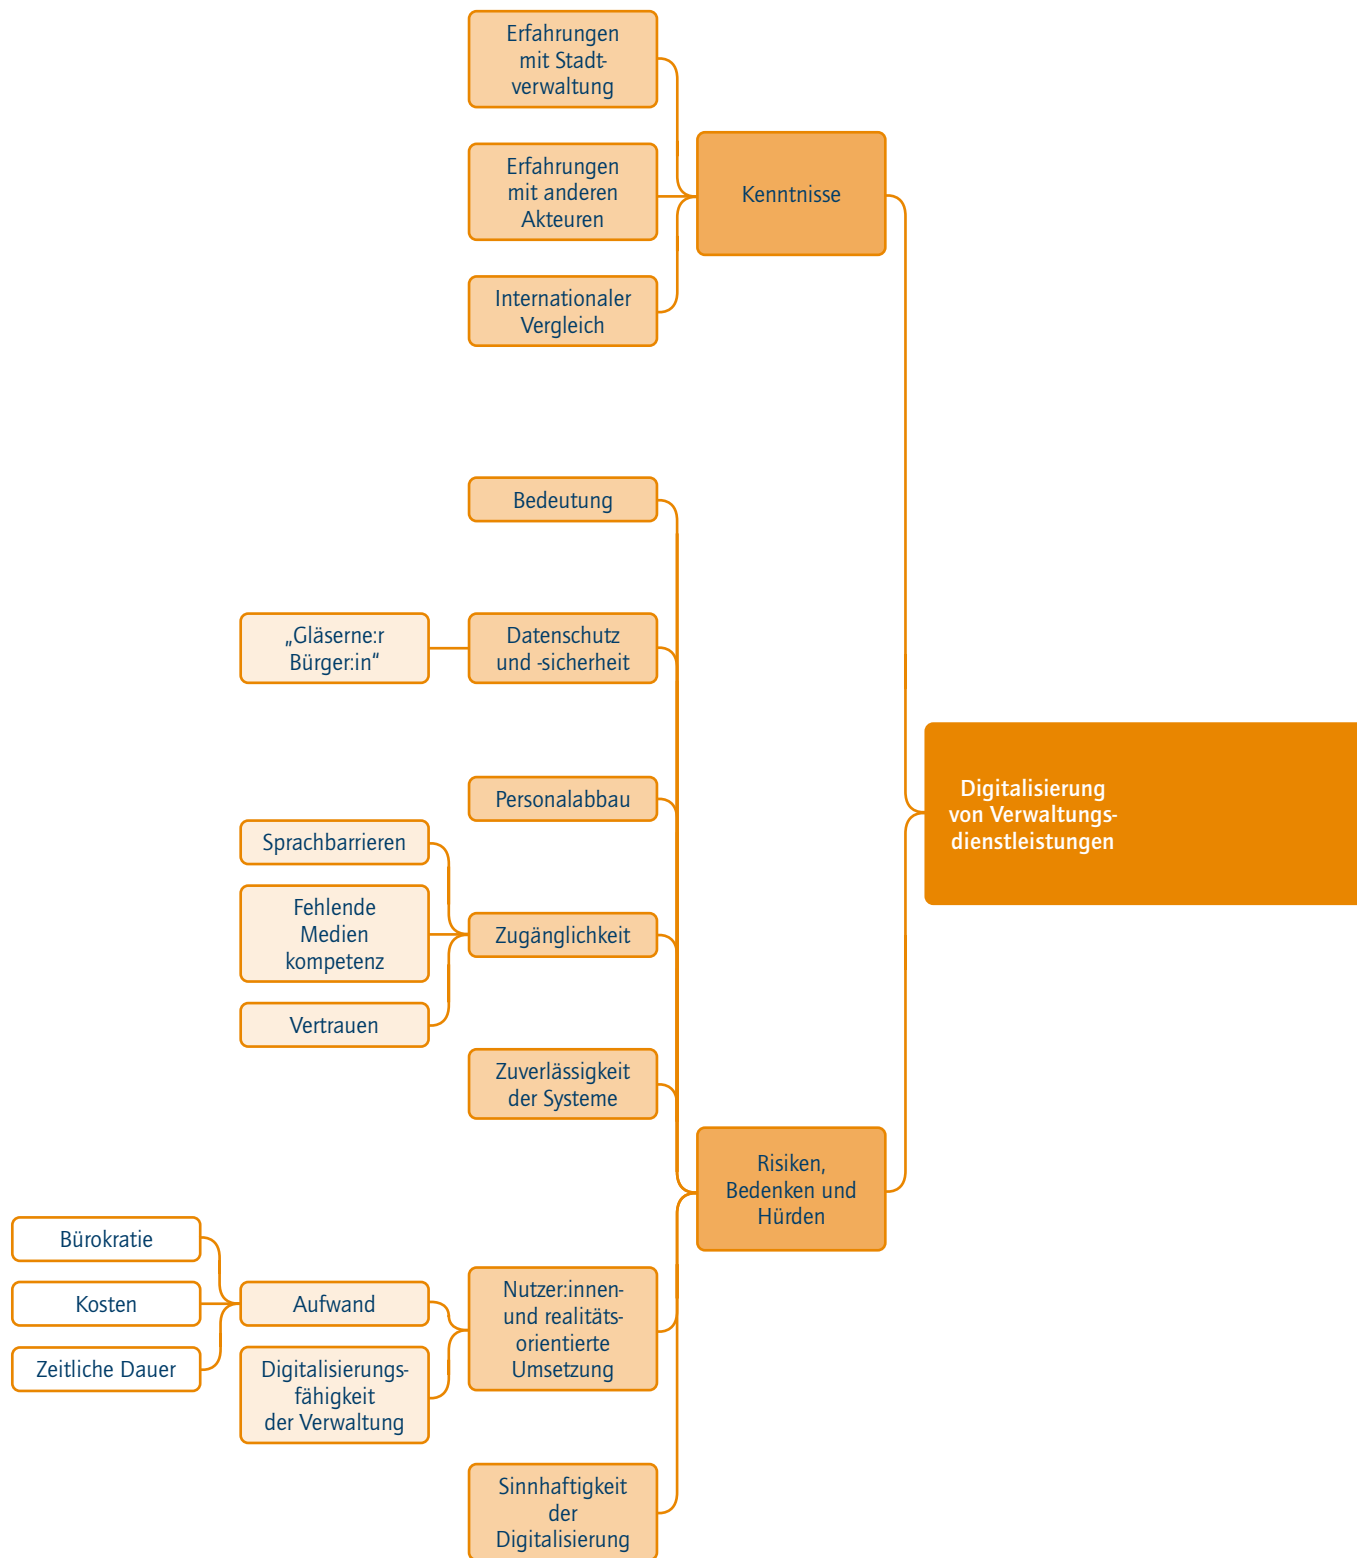 Erfahrungen
mit Stadt-
verwaltung
Erfahrungen
mit anderen
Akteuren
Internationaler
Vergleich
Kenntnisse
Bedeutung
„Gläserne:r
Bürger:in“
Datenschutz
und -sicherheit
Personalabbau
Sprachbarrieren
Fehlende
Medien
kompetenz
Vertrauen
Zugänglichkeit
Zuverlässigkeit
der Systeme
Digitalisierung
von Verwaltungs-
dienstleistungen
Risiken,
Bedenken und
Hürden
Bürokratie
Kosten
Zeitliche Dauer
Aufwand
Digitalisierungs-
fähigkeit
der Verwaltung
Nutzer:innen-
und realitäts-
orientierte
Umsetzung
Sinnhaftigkeit
der
Digitalisierung